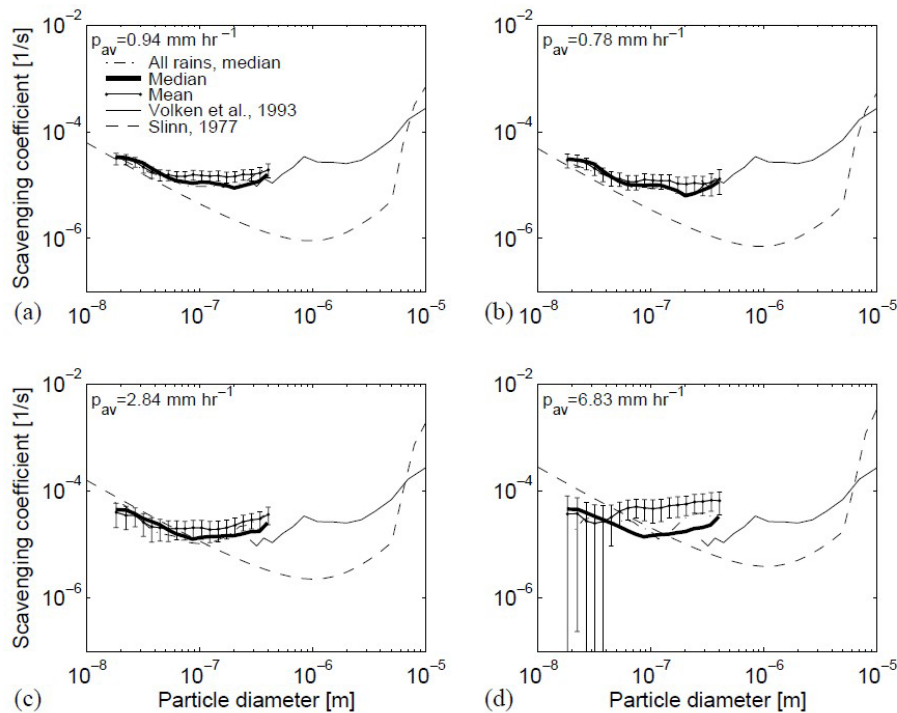 Scavenging coefficient [1/s]
10⁻²
10⁻⁴
10⁻⁶
p_av=0.94 mm hr⁻¹
All rains, median
Median
Mean
Volken et al., 1993
Slinn, 1977
(a)
10⁻⁸
10⁻⁷
10⁻⁶
10⁻⁵
10⁻²
10⁻⁴
10⁻⁶
p_av=0.78 mm hr⁻¹
(b)
10⁻⁸
10⁻⁷
10⁻⁶
10⁻⁵
Scavenging coefficient [1/s]
10⁻²
10⁻⁴
10⁻⁶
p_av=2.84 mm hr⁻¹
(c)
10⁻⁸
10⁻⁷
10⁻⁶
10⁻⁵
Particle diameter [m]
10⁻²
10⁻⁴
10⁻�6
p_av=6.83 mm hr⁻¹
(d)
10⁻⁸
10⁻⁷
10⁻⁶
10⁻⁵
Particle diameter [m]